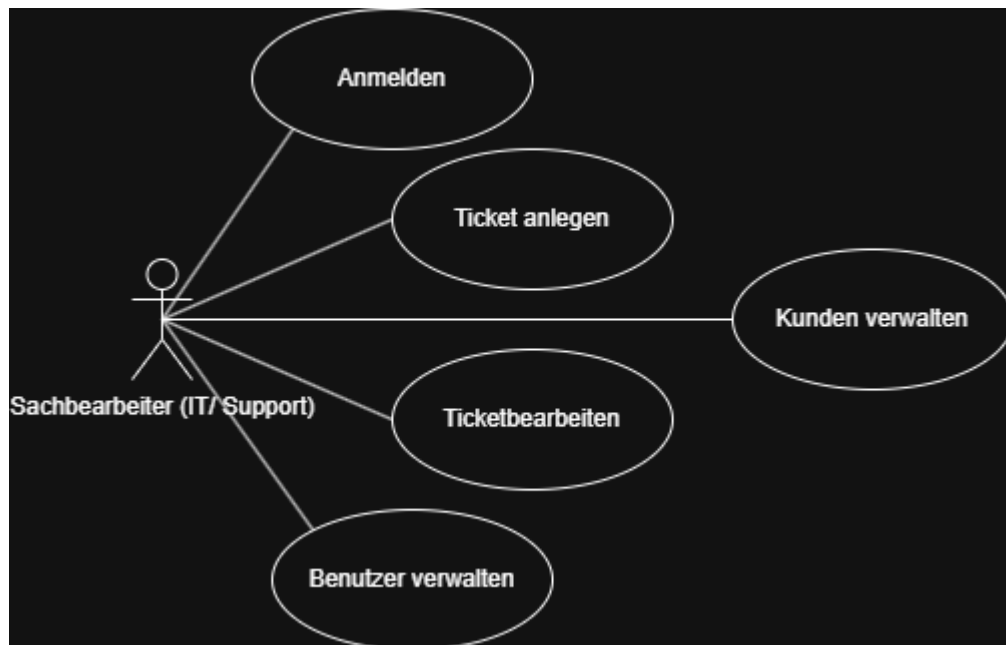 Anmelden
Ticket anlegen
Kunden verwalten
Sachbearbeiter (IT/ Support)
Ticketbearbeiten
Benutzer verwalten